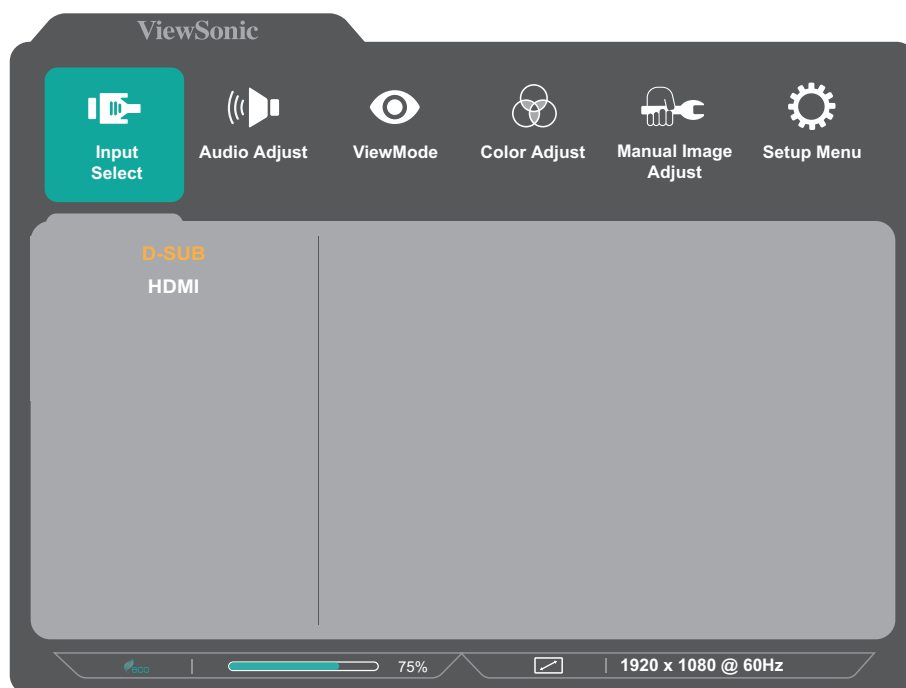 ViewSonic
Input
Select
Audio Adjust
ViewMode
Color Adjust
Manual Image
Adjust
Setup Menu
D-SUB
HDMI
eco
75%
1920 x 1080 @ 60Hz